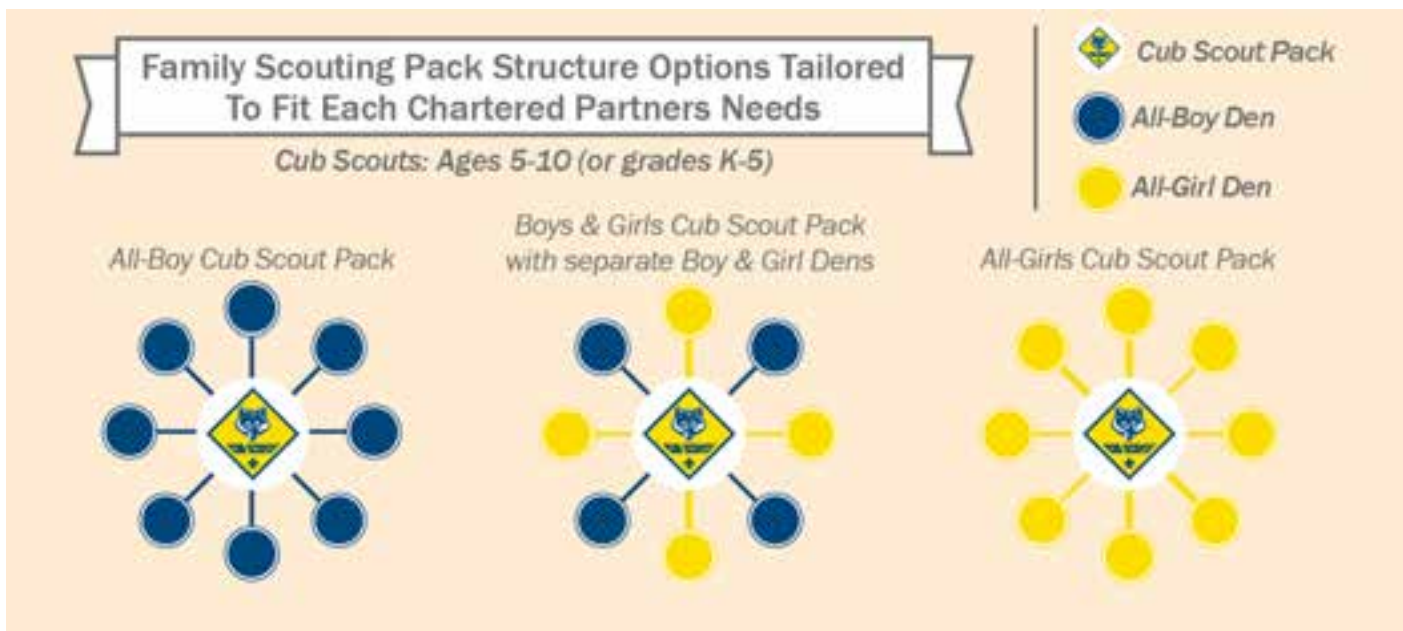 Family Scouting Pack Structure Options Tailored
To Fit Each Chartered Partners Needs
Cub Scouts: Ages 5-10 (or grades K-5)
Cub Scout Pack
All-Boy Den
All-Girl Den
All-Boy Cub Scout Pack
Boys & Girls Cub Scout Pack
with separate Boy & Girl Dens
All-Girls Cub Scout Pack